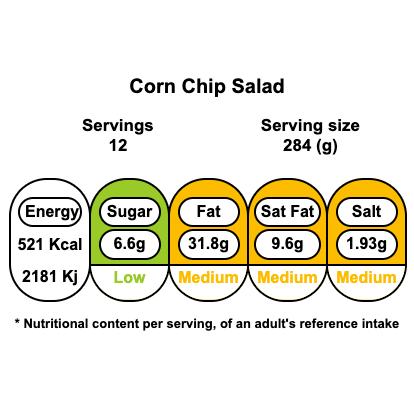 Corn Chip Salad
Servings
12
Serving size
284 (g)
Energy
521 Kcal
2181 Kj
Sugar
6.6g
Low
Fat
31.8g
Medium
Sat Fat
9.6g
Medium
Salt
1.93g
Medium
* Nutritional content per serving, of an adult's reference intake